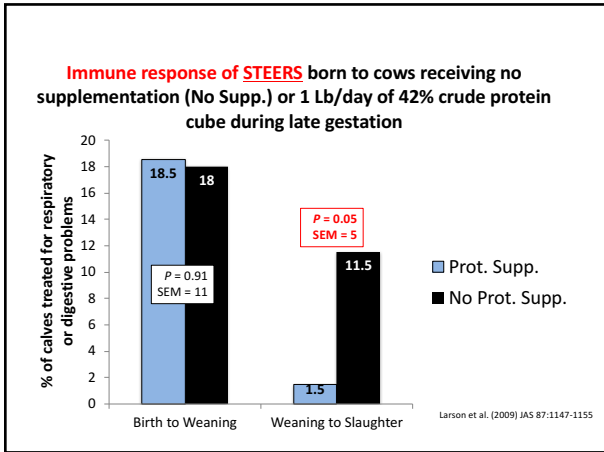 Immune response of STEERS born to cows receiving no
supplementation (No Supp.) or 1 Lb/day of 42% crude protein
cube during late gestation
% of calves treated for respiratory
or digestive problems
20
18
16
14
12
10
8
6
4
2
0
18.5
18
P = 0.91
SEM = 11
P = 0.05
SEM = 5
11.5
1.5
Prot. Supp.
No Prot. Supp.
Birth to Weaning
Weaning to Slaughter
Larson et al. (2009) JAS 87:1147-1155